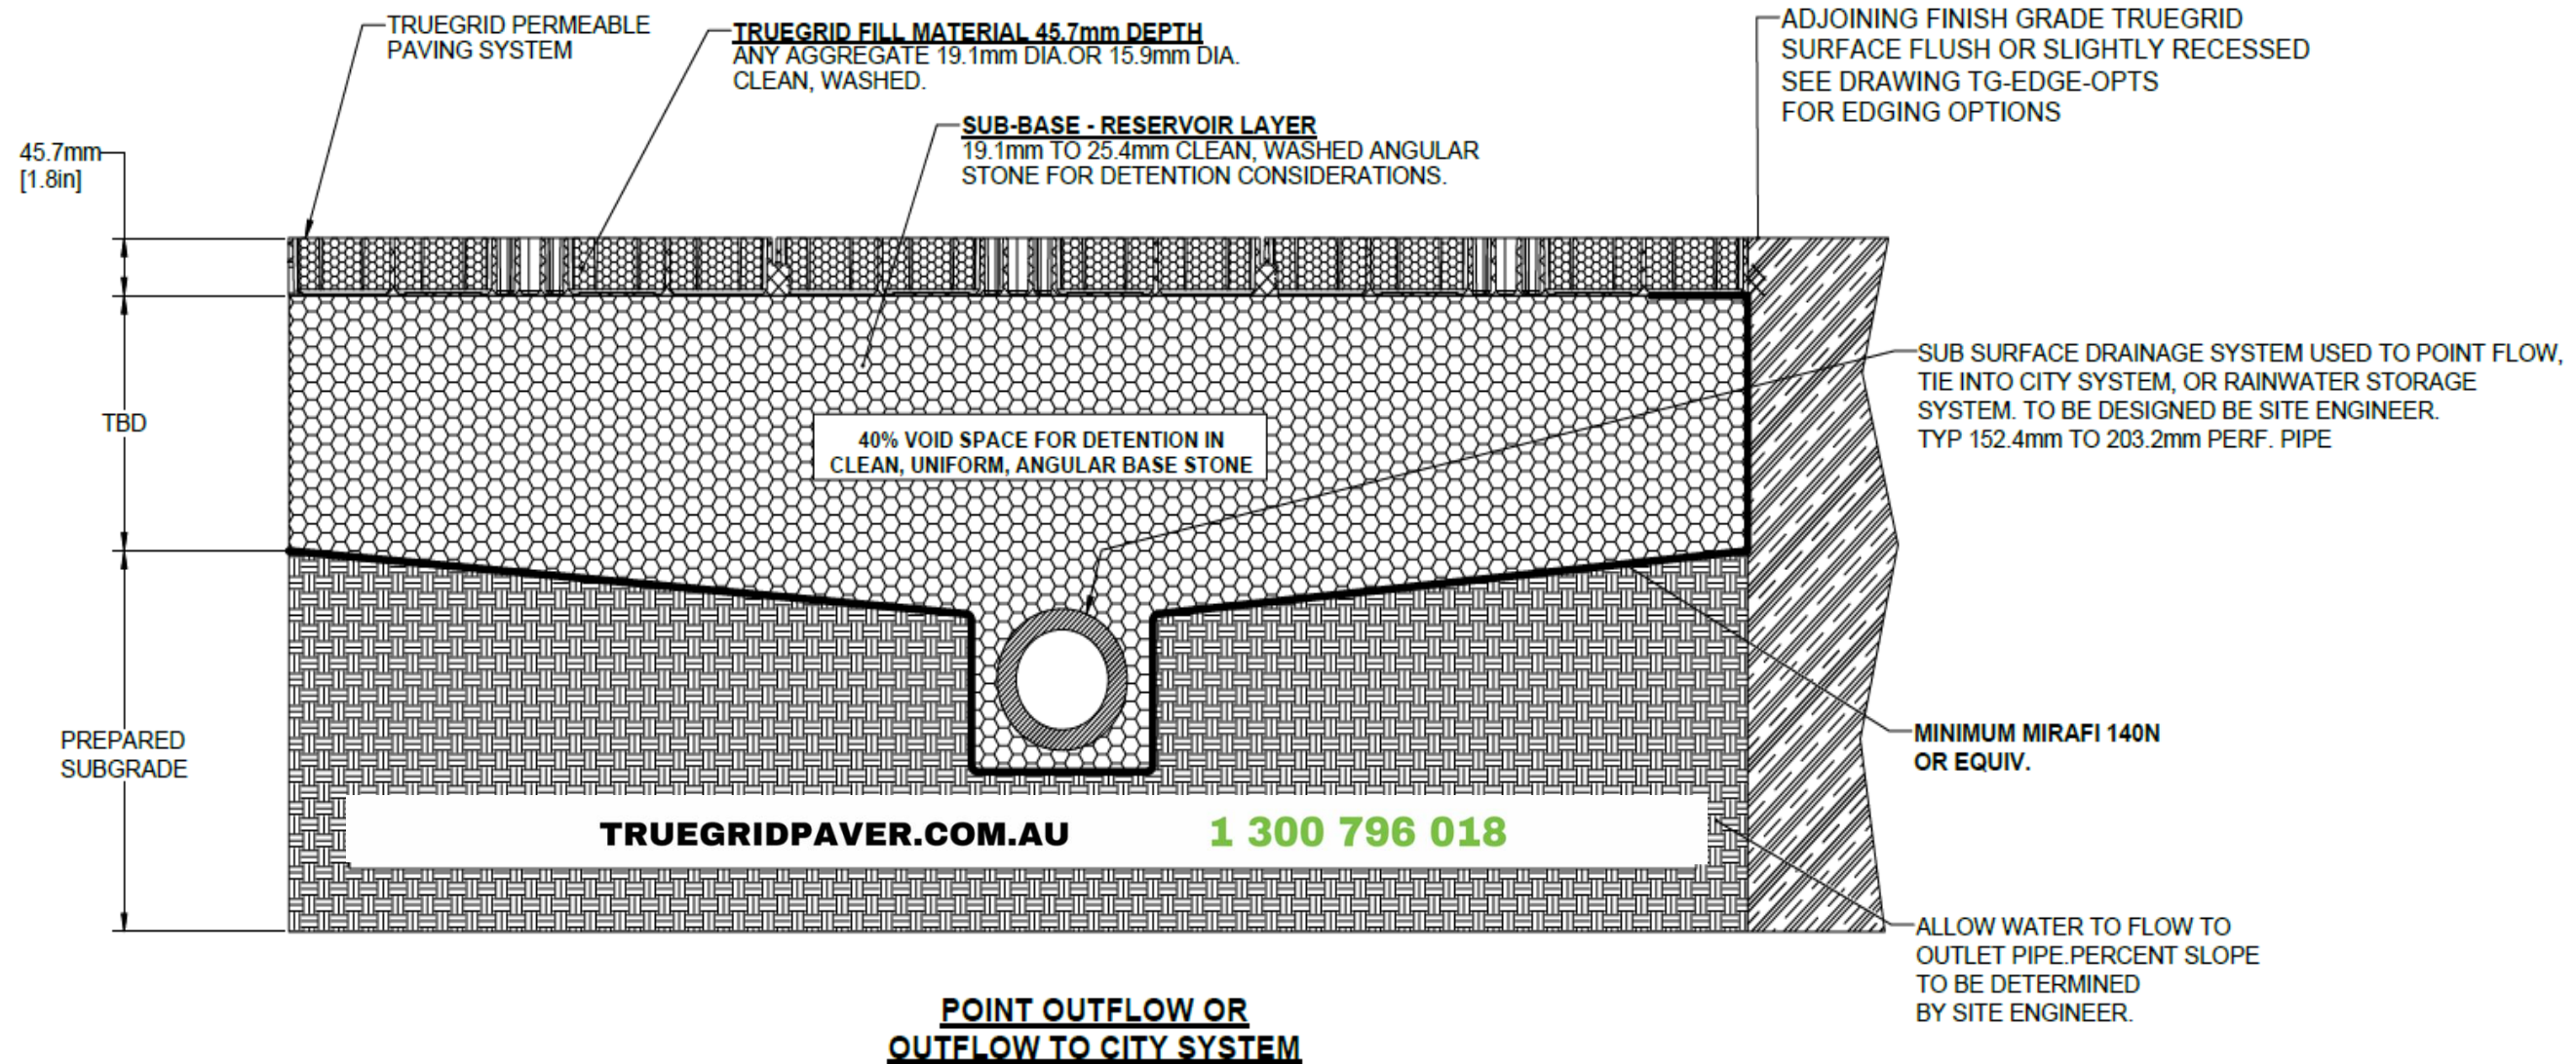 TRUEGRID PERMEABLE
PAVING SYSTEM
TRUEGRID FILL MATERIAL 45.7mm DEPTH
ANY AGGREGATE 19.1mm DIA.OR 15.9mm DIA.
CLEAN, WASHED.
ADJOINING FINISH GRADE TRUEGRID
SURFACE FLUSH OR SLIGHTLY RECESSED
SEE DRAWING TG-EDGE-OPTS
FOR EDGING OPTIONS
SUB-BASE - RESERVOIR LAYER
19.1mm TO 25.4mm CLEAN, WASHED ANGULAR
STONE FOR DETENTION CONSIDERATIONS.
45.7mm
[1.8in]
SUB SURFACE DRAINAGE SYSTEM USED TO POINT FLOW,
TIE INTO CITY SYSTEM, OR RAINWATER STORAGE
SYSTEM. TO BE DESIGNED BE SITE ENGINEER.
TYP 152.4mm TO 203.2mm PERF. PIPE
TBD
40% VOID SPACE FOR DETENTION IN
CLEAN, UNIFORM, ANGULAR BASE STONE
PREPARED
SUBGRADE
MINIMUM MIRAFI 140N
OR EQUIV.
TRUEGRIDPAVER.COM.AU 1 300 796 018
ALLOW WATER TO FLOW TO
OUTLET PIPE.PERCENT SLOPE
TO BE DETERMINED
BY SITE ENGINEER.
POINT OUTFLOW OR
OUTFLOW TO CITY SYSTEM